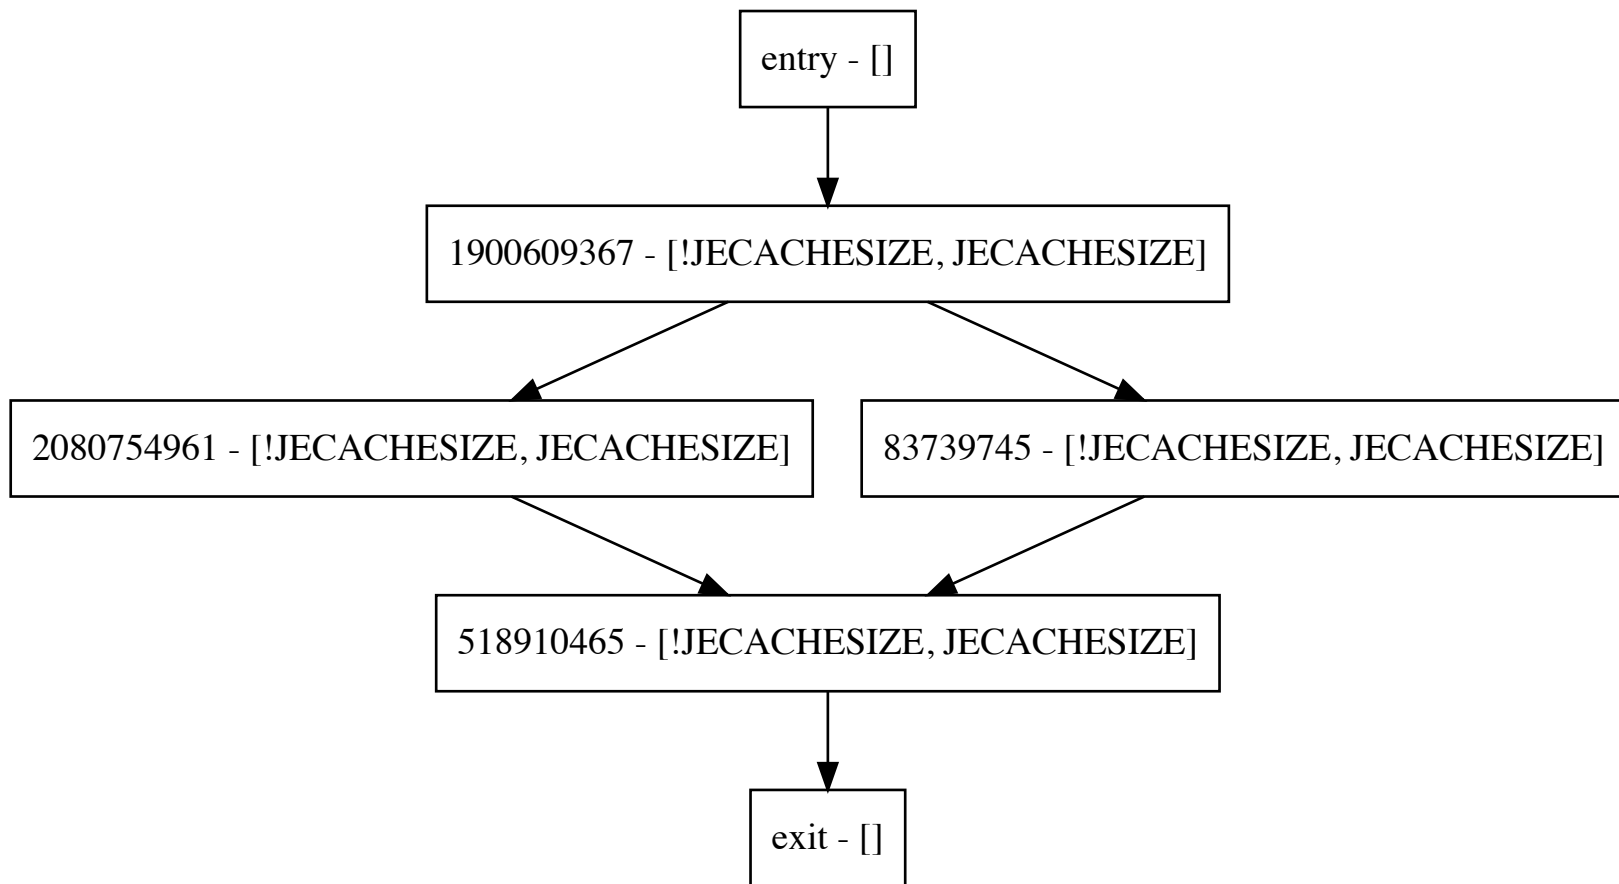 entry - []
1900609367 - [!JECACHESIZE, JECACHESIZE]
2080754961 - [!JECACHESIZE, JECACHESIZE]
83739745 - [!JECACHESIZE, JECACHESIZE]
518910465 - [!JECACHESIZE, JECACHESIZE]
exit - []